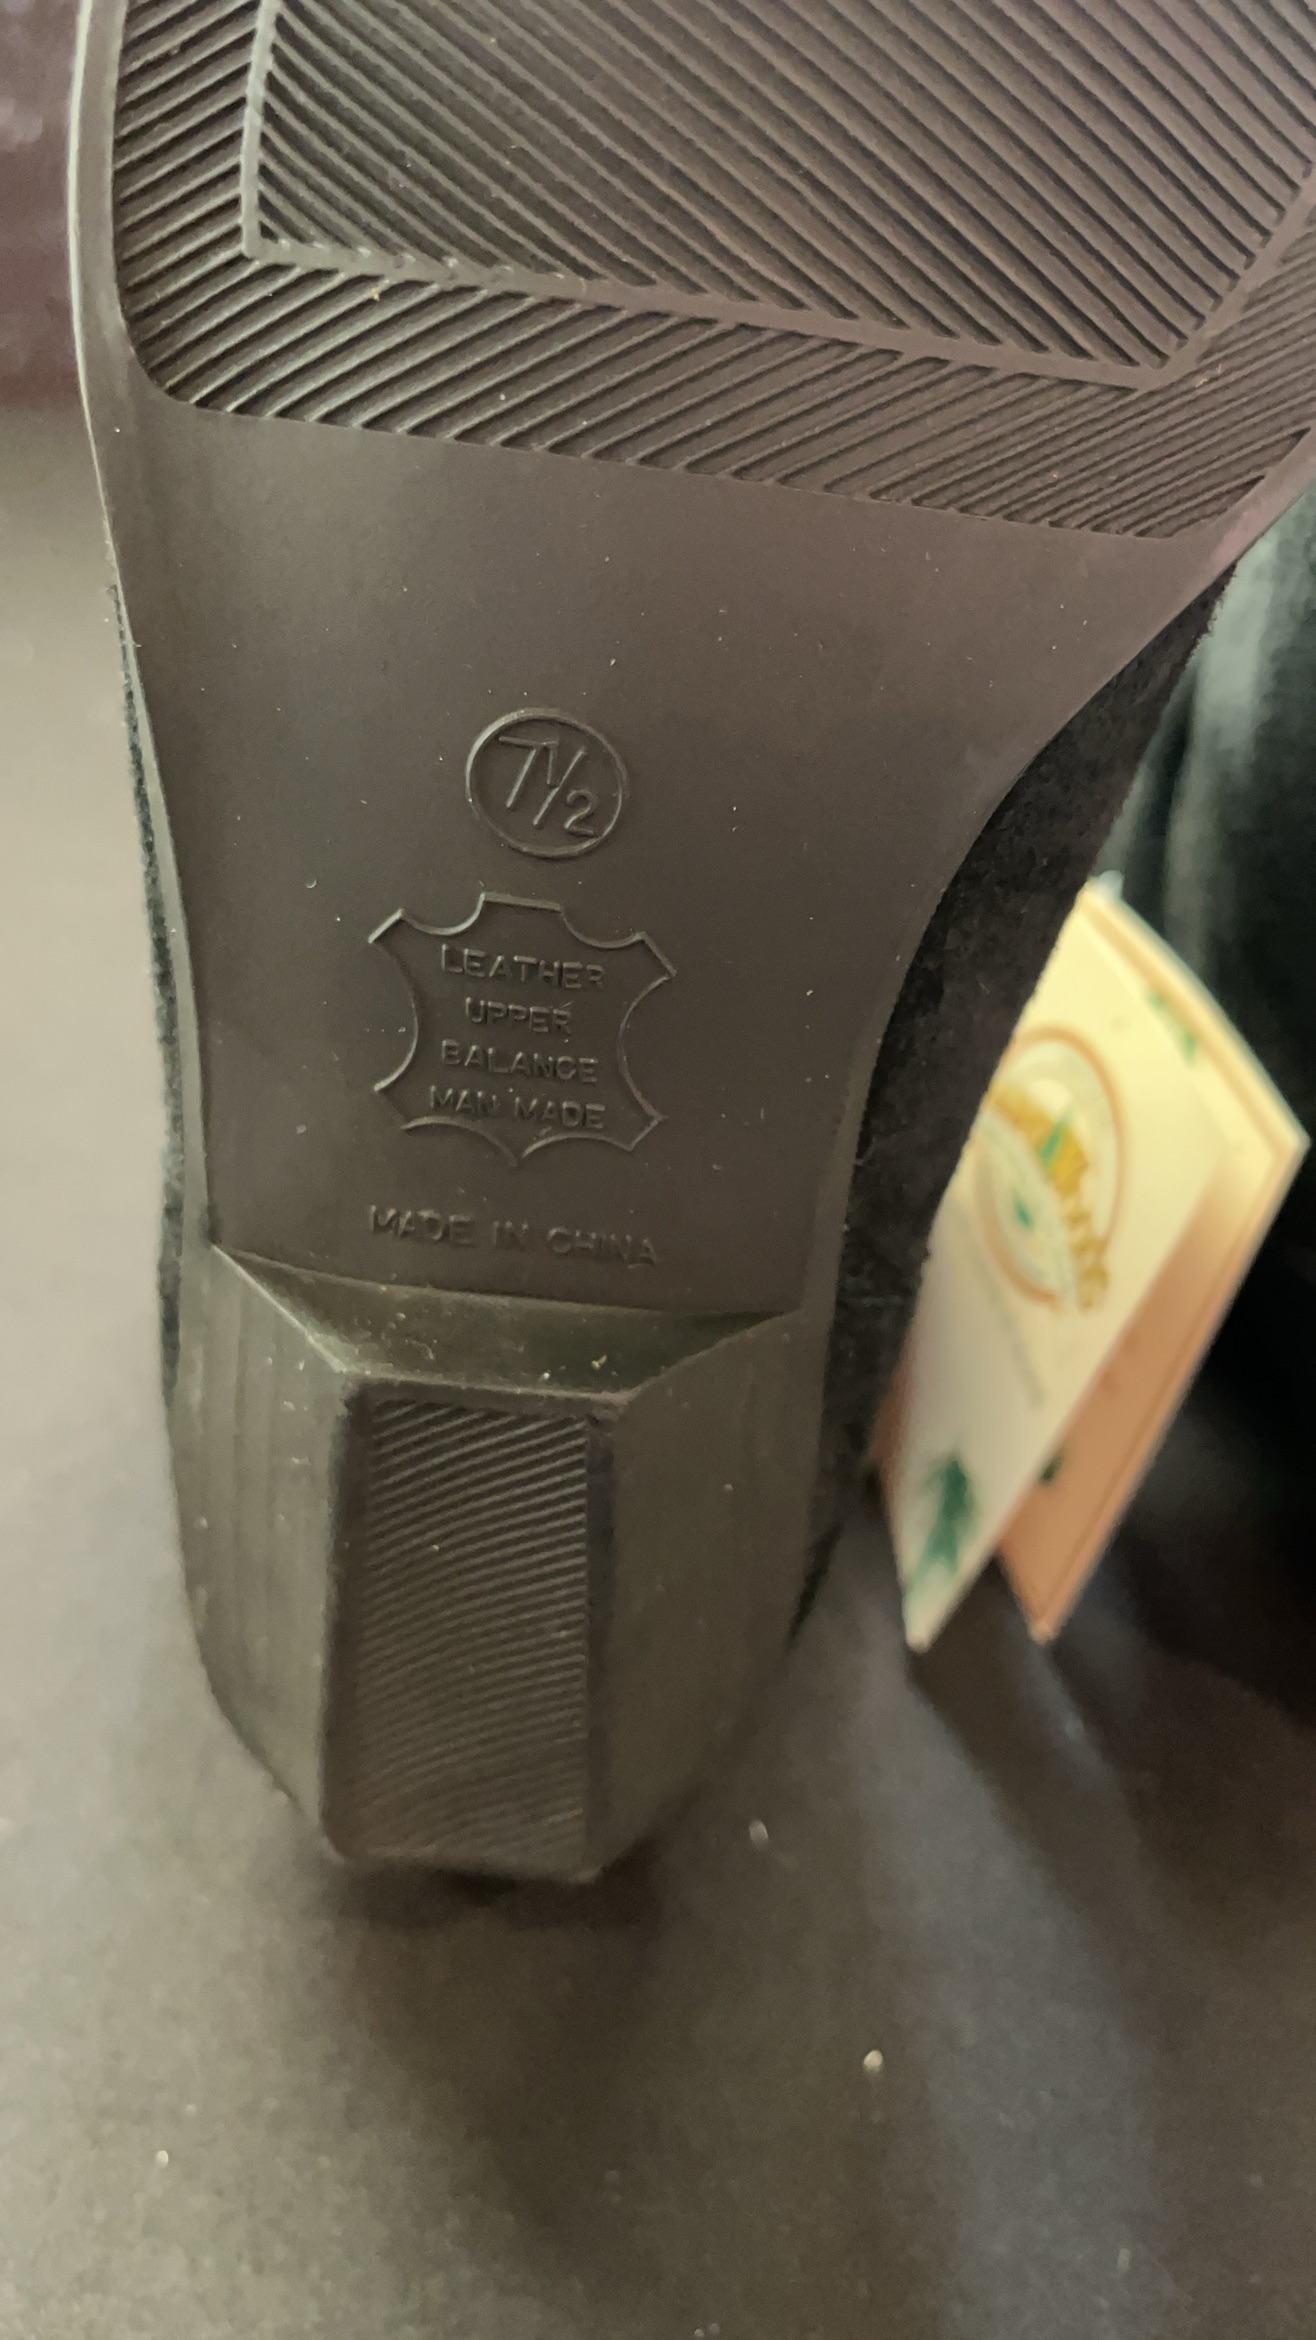 7½
LEATHER
UPPER
BALANCE
MAN MADE
MADE IN CHINA